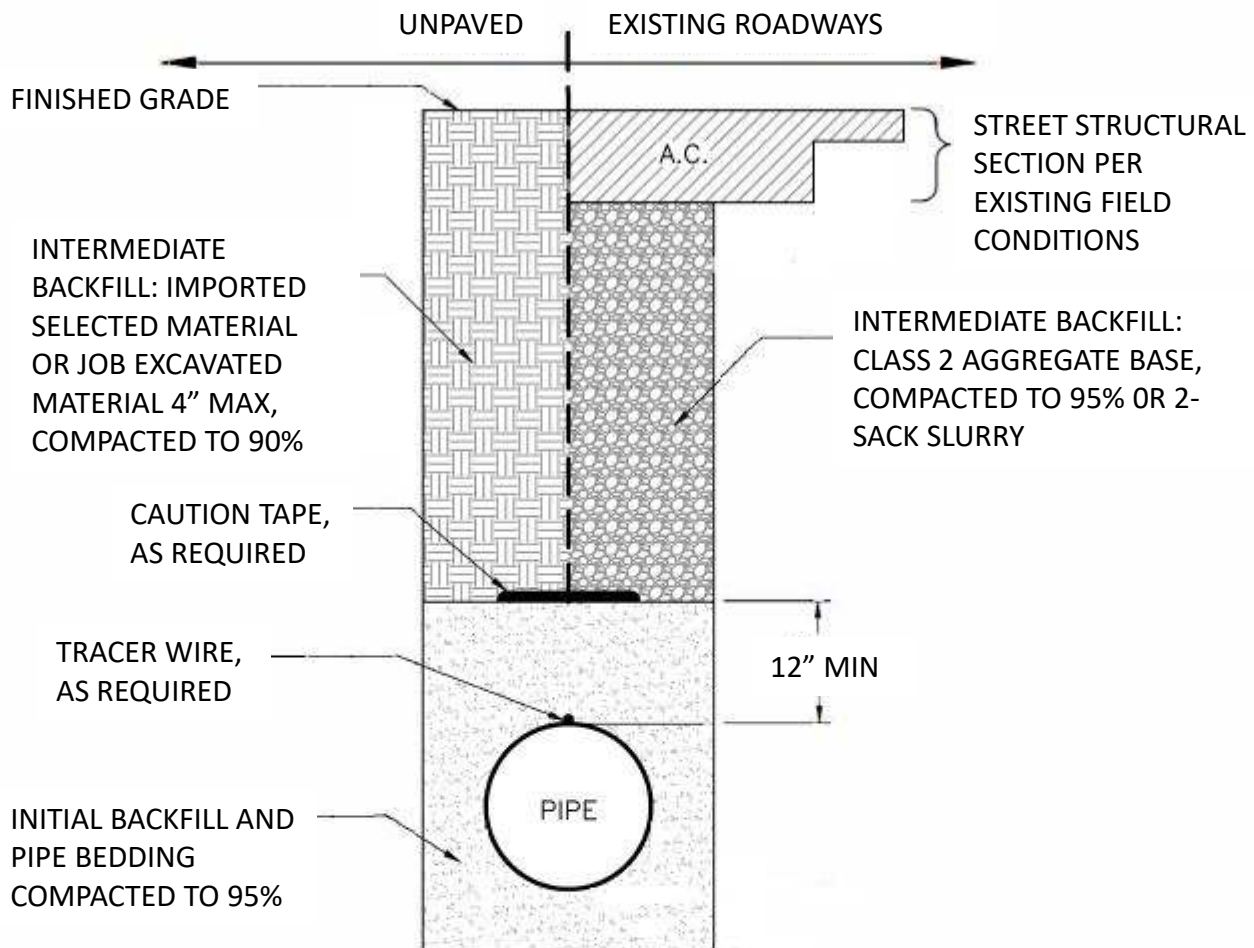 UNPAVED
EXISTING ROADWAYS
FINISHED GRADE
A.C.
STREET STRUCTURAL
SECTION PER
EXISTING FIELD
CONDITIONS
INTERMEDIATE
BACKFILL: IMPORTED
SELECTED MATERIAL
OR JOB EXCAVATED
MATERIAL 4” MAX,
COMPACTED TO 90%
INTERMEDIATE BACKFILL:
CLASS 2 AGGREGATE BASE,
COMPACTED TO 95% 0R 2-
SACK SLURRY
CAUTION TAPE,
AS REQUIRED
TRACER WIRE,
AS REQUIRED
12” MIN
PIPE
INITIAL BACKFILL AND
PIPE BEDDING
COMPACTED TO 95%